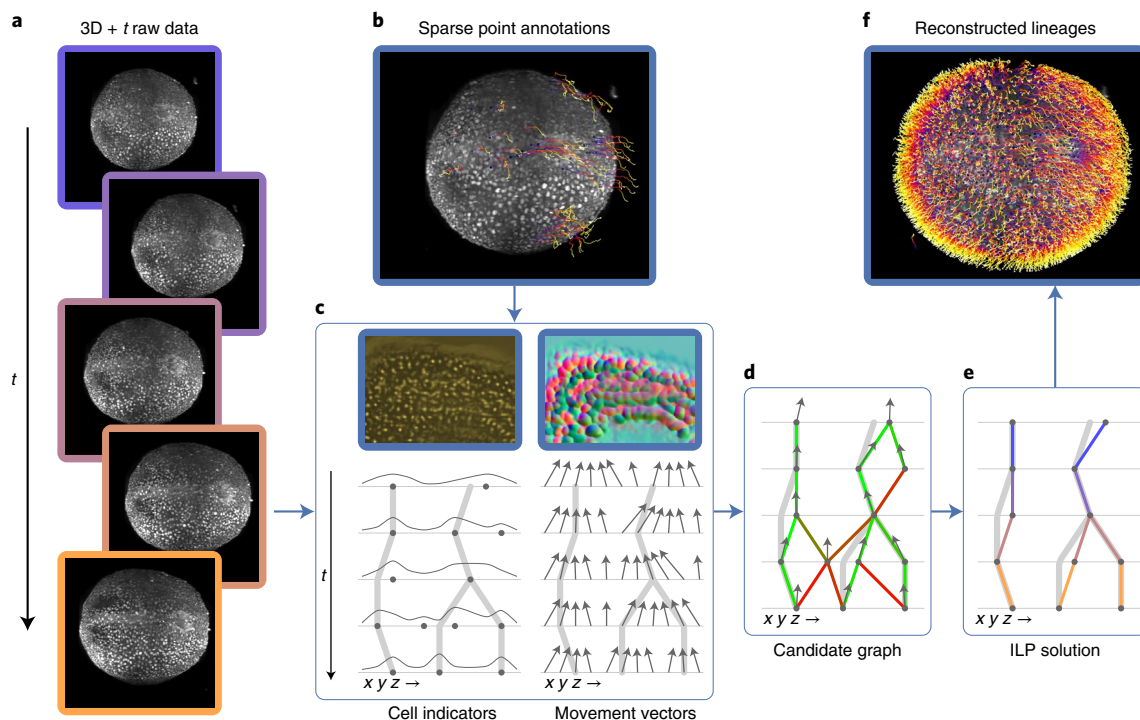 a
3D + t raw data
t
b
Sparse point annotations
c
t
x y z →
Cell indicators
Movement vectors
d
x y z →
Candidate graph
e
x y z →
ILP solution
f
Reconstructed lineages